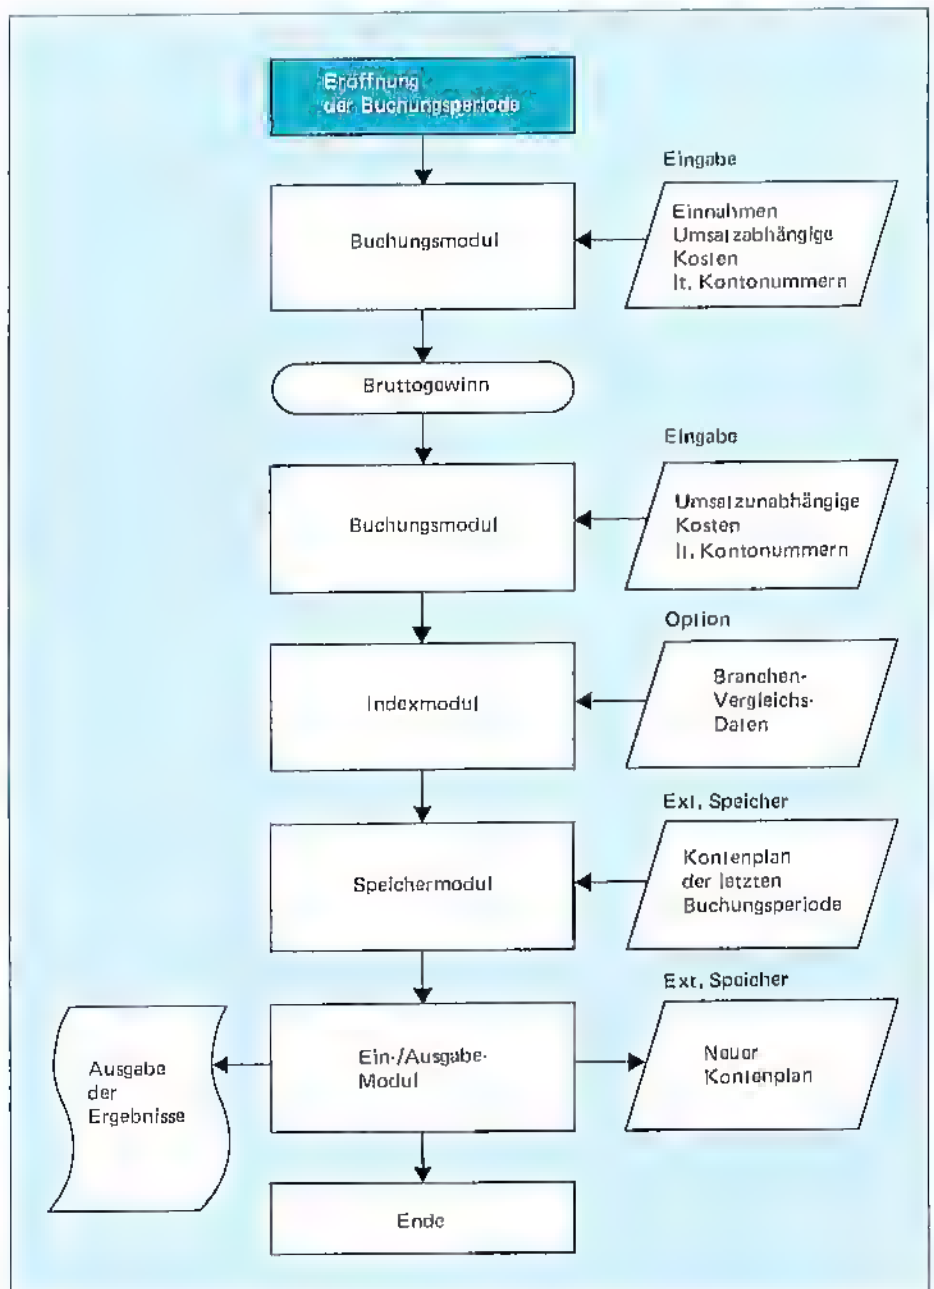 Eröffnung
der Buchungsperiode
Eingabe
Buchungsmodul
Einnahmen
Umsatzabhängige
Kosten
lt. Kontonummern
Bruttogewinn
Eingabe
Buchungsmodul
Umsatzunabhängige
Kosten
lt. Kontonummern
Option
Indexmodul
Branchen-
Vergleichs-
Daten
Ext. Speicher
Speichermodul
Kontenplan
der letzten
Buchungsperiode
Ext. Speicher
Ausgabe
der
Ergebnisse
Ein-/Ausgabe-
Modul
Neuer
Kontenplan
Ende